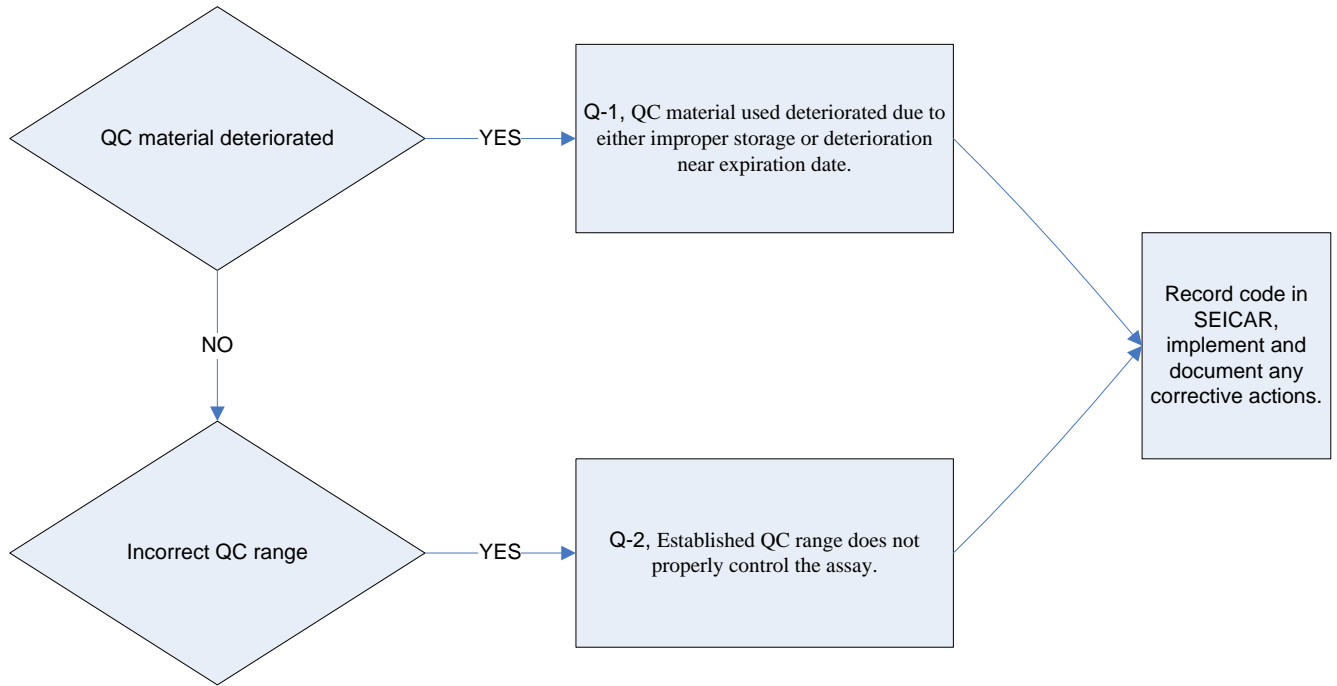 QC material deteriorated
YES
Q-1, QC material used deteriorated due to
either improper storage or deterioration
near expiration date.
Record code in
SEICAR,
implement and
document any
corrective actions.
NO
Incorrect QC range
YES
Q-2, Established QC range does not
properly control the assay.